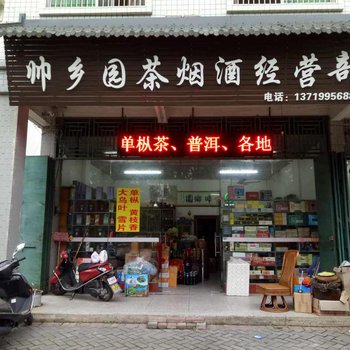 帅乡园茶烟酒经营部
电话：1371995688
单枞茶、普洱、各地
单枞 黄枝香
大乌叶 雪片